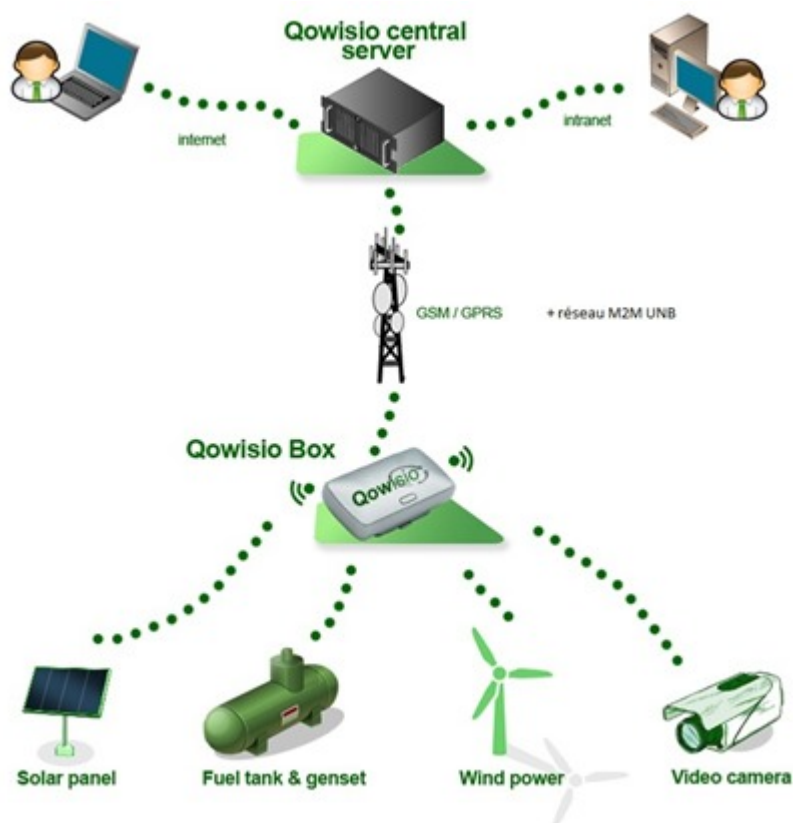 Qowisio central
server
internet
intranet
GSM / GPRS + réseau M2M UNB
Qowisio Box
Qowisio
Solar panel
Fuel tank & genset
Wind power
Video camera